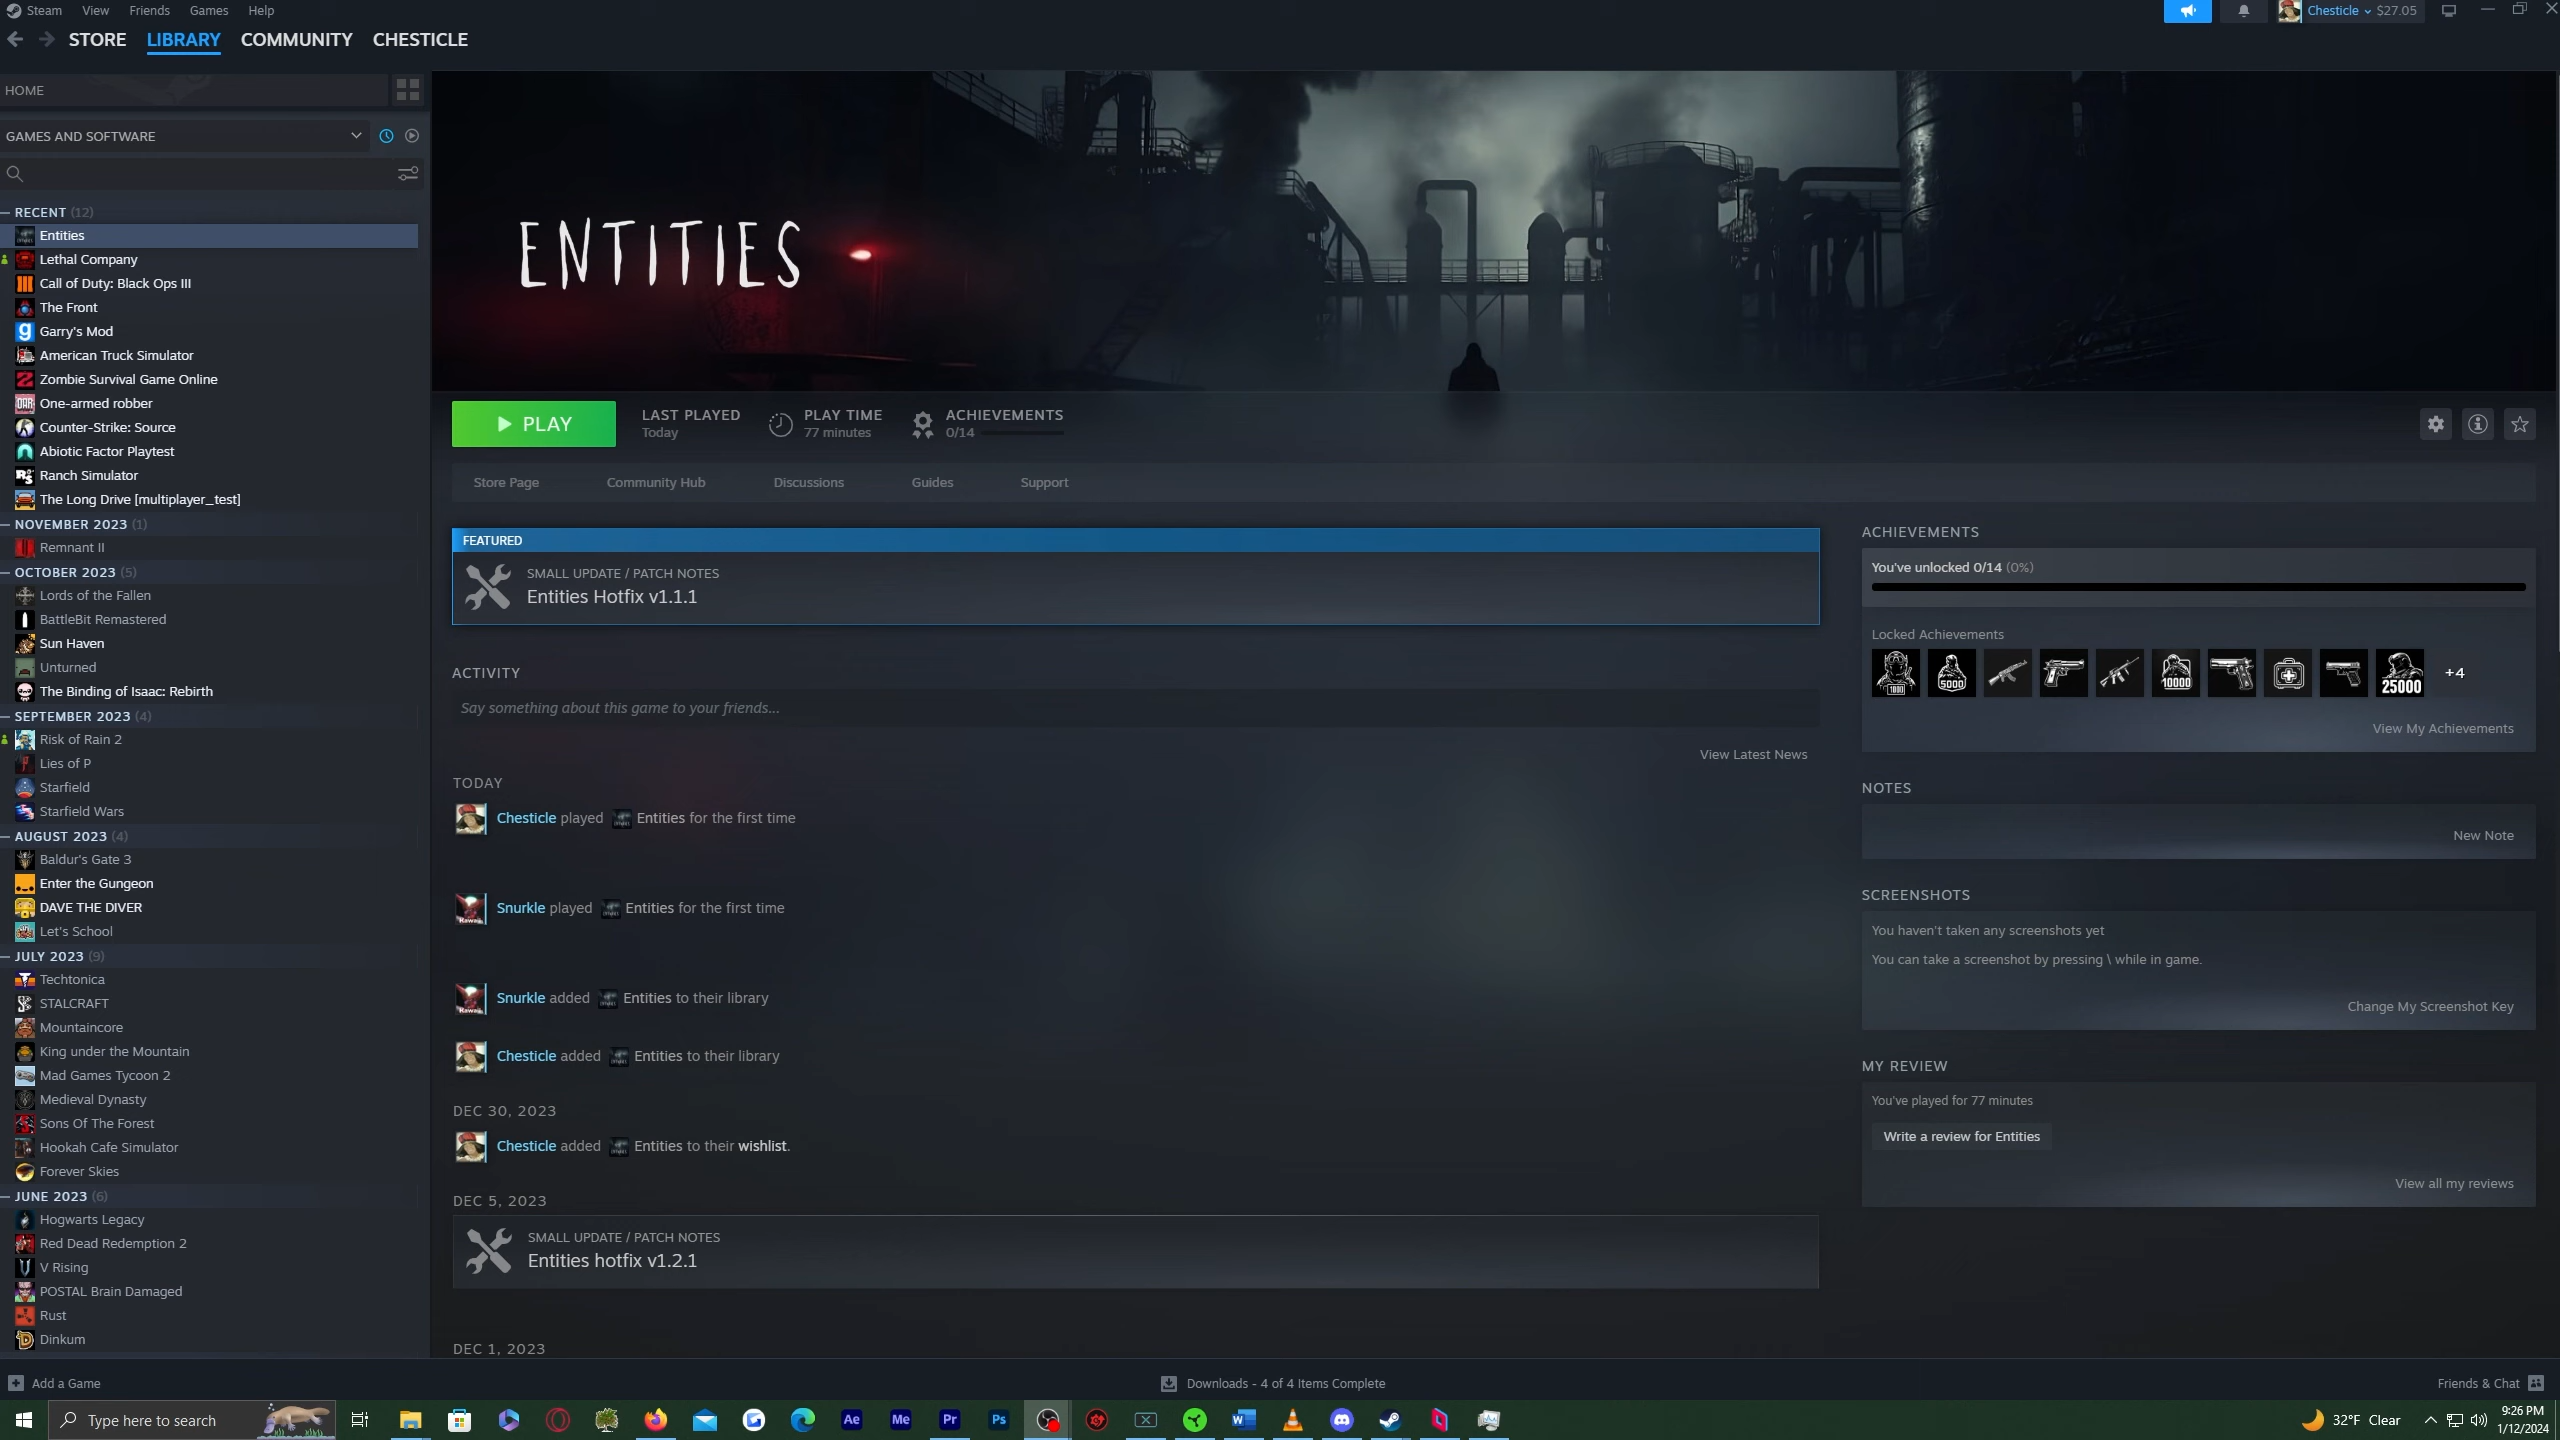 Steam View Friends Games Help
Chesticle $27.05
STORE LIBRARY COMMUNITY CHESTICLE
HOME
GAMES AND SOFTWARE
RECENT (12)
Entities
Lethal Company
Call of Duty: Black Ops III
The Front
Garry's Mod
American Truck Simulator
Zombie Survival Game Online
One-armed robber
Counter-Strike: Source
Abiotic Factor Playtest
Ranch Simulator
The Long Drive [multiplayer_test]
NOVEMBER 2023 (1)
Remnant II
OCTOBER 2023 (5)
Lords of the Fallen
BattleBit Remastered
Sun Haven
Unturned
The Binding of Isaac: Rebirth
SEPTEMBER 2023 (4)
Risk of Rain 2
Lies of P
Starfield
Starfield Wars
AUGUST 2023 (4)
Baldur's Gate 3
Enter the Gungeon
DAVE THE DIVER
Let's School
JULY 2023 (9)
Techtonica
STALCRAFT
Mountaincore
King under the Mountain
Mad Games Tycoon 2
Medieval Dynasty
Sons Of The Forest
Hookah Cafe Simulator
Forever Skies
JUNE 2023 (6)
Hogwarts Legacy
Red Dead Redemption 2
V Rising
POSTAL Brain Damaged
Rust
Dinkum
ENTITIES
PLAY
LAST PLAYED
Today
PLAY TIME
77 minutes
ACHIEVEMENTS
0/14
Store Page Community Hub Discussions Guides Support
FEATURED
SMALL UPDATE / PATCH NOTES
Entities Hotfix v1.1.1
ACTIVITY
Say something about this game to your friends...
View Latest News
TODAY
Chesticle played Entities for the first time
Snurkle played Entities for the first time
Snurkle added Entities to their library
Chesticle added Entities to their library
DEC 30, 2023
Chesticle added Entities to their wishlist.
DEC 5, 2023
SMALL UPDATE / PATCH NOTES
Entities hotfix v1.2.1
DEC 1, 2023
ACHIEVEMENTS
You've unlocked 0/14 (0%)
Locked Achievements
1000 5000 10000 25000 +4
View My Achievements
NOTES
New Note
SCREENSHOTS
You haven't taken any screenshots yet
You can take a screenshot by pressing \ while in game.
Change My Screenshot Key
MY REVIEW
You've played for 77 minutes
Write a review for Entities
View all my reviews
Add a Game
Downloads - 4 of 4 Items Complete
Friends & Chat
Type here to search
Ae Me Pr Ps
32°F Clear
9:26 PM
1/12/2024